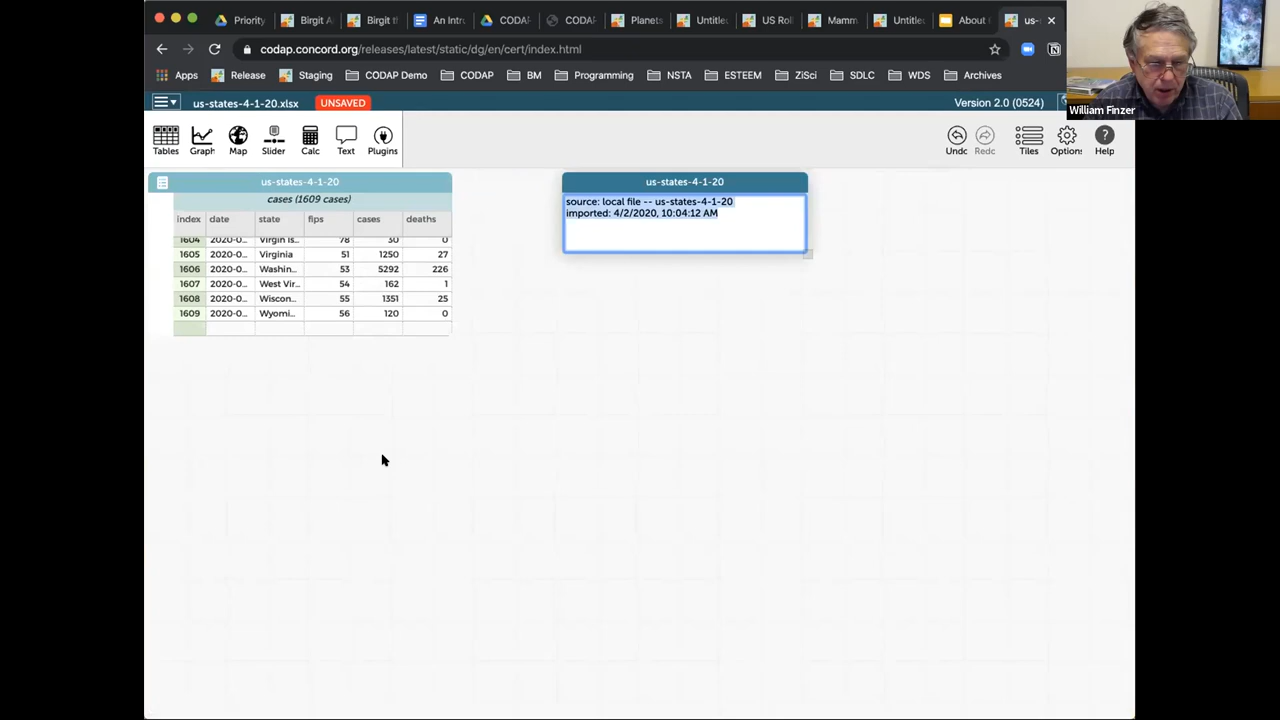 Priority
Birgit A
Birgit th
An Intro
CODAP
CODAP
Planets
Untitled
US Roll
Mamm
Untitled
About C
us-
codap.concord.org/releases/latest/static/dg/en/cert/index.html
Apps
Release
Staging
CODAP Demo
CODAP
BM
Programming
NSTA
ESTEEM
ZiSci
SDLC
WDS
Archives
us-states-4-1-20.xlsx
UNSAVED
Version 2.0 (0524)
William Finzer
Tables
Graph
Map
Slider
Calc
Text
Plugins
Undo
Redo
Tiles
Options
Help
us-states-4-1-20
cases (1609 cases)
index date state fips cases deaths
1604 2020-0... Virgin Is... 78 30 0
1605 2020-0... Virginia 51 1250 27
1606 2020-0... Washin... 53 5292 226
1607 2020-0... West Vir... 54 162 1
1608 2020-0... Wiscon... 55 1351 25
1609 2020-0... Wyomi... 56 120 0
us-states-4-1-20
source: local file -- us-states-4-1-20
imported: 4/2/2020, 10:04:12 AM